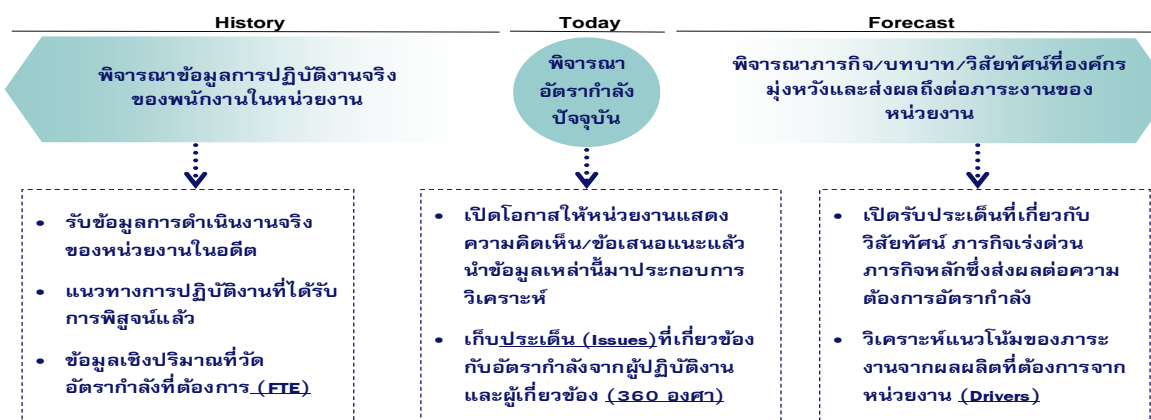 History
Today
Forecast
พิจารณาข้อมูลการปฏิบัติงานจริง
ของพนักงานในหน่วยงาน
พิจารณา
อัตรากำลัง
ปัจจุบัน
พิจารณาภารกิจ/บทบาท/วิสัยทัศน์ที่องค์กร
มุ่งหวังและส่งผลถึงต่อภาระงานของ
หน่วยงาน
• รับข้อมูลการดำเนินงานจริง
ของหน่วยงานในอดีต
• แนวทางการปฏิบัติงานที่ได้รับ
การพิสูจน์แล้ว
• ข้อมูลเชิงปริมาณที่วัด
อัตรากำลังที่ต้องการ (FTE)
• เปิดโอกาสให้หน่วยงานแสดง
ความคิดเห็น/ข้อเสนอแนะแล้ว
นำข้อมูลเหล่านี้มาประกอบการ
วิเคราะห์
• เก็บประเด็น (Issues)ที่เกี่ยวข้อง
กับอัตรากำลังจากผู้ปฏิบัติงาน
และผู้เกี่ยวข้อง (360 องศา)
• เปิดรับประเด็นที่เกี่ยวกับ
วิสัยทัศน์ ภารกิจเร่งด่วน
ภารกิจหลักซึ่งส่งผลต่อความ
ต้องการอัตรากำลัง
• วิเคราะห์แนวโน้มของภาระ
งานจากผลผลิตที่ต้องการจาก
หน่วยงาน (Drivers)